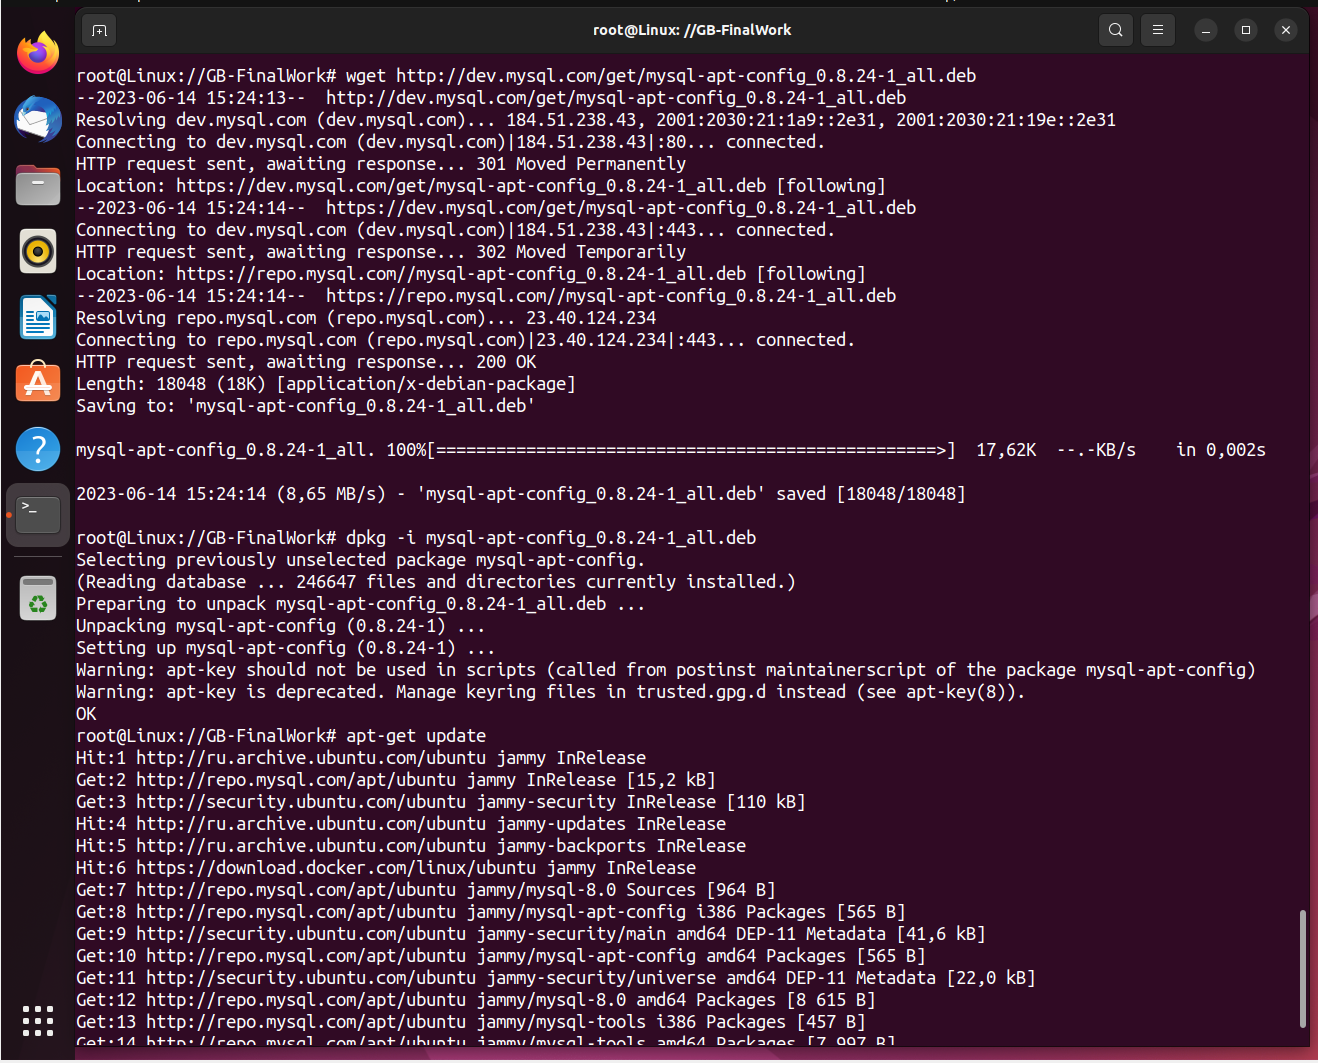 root@Linux: //GB-FinalWork
root@Linux://GB-FinalWork# wget http://dev.mysql.com/get/mysql-apt-config_0.8.24-1_all.deb
--2023-06-14 15:24:13--  http://dev.mysql.com/get/mysql-apt-config_0.8.24-1_all.deb
Resolving dev.mysql.com (dev.mysql.com)... 184.51.238.43, 2001:2030:21:1a9::2e31, 2001:2030:21:19e::2e31
Connecting to dev.mysql.com (dev.mysql.com)|184.51.238.43|:80... connected.
HTTP request sent, awaiting response... 301 Moved Permanently
Location: https://dev.mysql.com/get/mysql-apt-config_0.8.24-1_all.deb [following]
--2023-06-14 15:24:14--  https://dev.mysql.com/get/mysql-apt-config_0.8.24-1_all.deb
Connecting to dev.mysql.com (dev.mysql.com)|184.51.238.43|:443... connected.
HTTP request sent, awaiting response... 302 Moved Temporarily
Location: https://repo.mysql.com//mysql-apt-config_0.8.24-1_all.deb [following]
--2023-06-14 15:24:14--  https://repo.mysql.com//mysql-apt-config_0.8.24-1_all.deb
Resolving repo.mysql.com (repo.mysql.com)... 23.40.124.234
Connecting to repo.mysql.com (repo.mysql.com)|23.40.124.234|:443... connected.
HTTP request sent, awaiting response... 200 OK
Length: 18048 (18K) [application/x-debian-package]
Saving to: 'mysql-apt-config_0.8.24-1_all.deb'
mysql-apt-config_0.8.24-1_all. 100%[==================================================>]  17,62K  --.-KB/s    in 0,002s
2023-06-14 15:24:14 (8,65 MB/s) - 'mysql-apt-config_0.8.24-1_all.deb' saved [18048/18048]
root@Linux://GB-FinalWork# dpkg -i mysql-apt-config_0.8.24-1_all.deb
Selecting previously unselected package mysql-apt-config.
(Reading database ... 246647 files and directories currently installed.)
Preparing to unpack mysql-apt-config_0.8.24-1_all.deb ...
Unpacking mysql-apt-config (0.8.24-1) ...
Setting up mysql-apt-config (0.8.24-1) ...
Warning: apt-key should not be used in scripts (called from postinst maintainerscript of the package mysql-apt-config)
Warning: apt-key is deprecated. Manage keyring files in trusted.gpg.d instead (see apt-key(8)).
OK
root@Linux://GB-FinalWork# apt-get update
Hit:1 http://ru.archive.ubuntu.com/ubuntu jammy InRelease
Get:2 http://repo.mysql.com/apt/ubuntu jammy InRelease [15,2 kB]
Get:3 http://security.ubuntu.com/ubuntu jammy-security InRelease [110 kB]
Hit:4 http://ru.archive.ubuntu.com/ubuntu jammy-updates InRelease
Hit:5 http://ru.archive.ubuntu.com/ubuntu jammy-backports InRelease
Hit:6 https://download.docker.com/linux/ubuntu jammy InRelease
Get:7 http://repo.mysql.com/apt/ubuntu jammy/mysql-8.0 Sources [964 B]
Get:8 http://repo.mysql.com/apt/ubuntu jammy/mysql-apt-config i386 Packages [565 B]
Get:9 http://security.ubuntu.com/ubuntu jammy-security/main amd64 DEP-11 Metadata [41,6 kB]
Get:10 http://repo.mysql.com/apt/ubuntu jammy/mysql-apt-config amd64 Packages [565 B]
Get:11 http://security.ubuntu.com/ubuntu jammy-security/universe amd64 DEP-11 Metadata [22,0 kB]
Get:12 http://repo.mysql.com/apt/ubuntu jammy/mysql-8.0 amd64 Packages [8 615 B]
Get:13 http://repo.mysql.com/apt/ubuntu jammy/mysql-tools i386 Packages [457 B]
Get:14 http://repo.mysql.com/apt/ubuntu jammy/mysql-tools amd64 Packages [7 997 B]